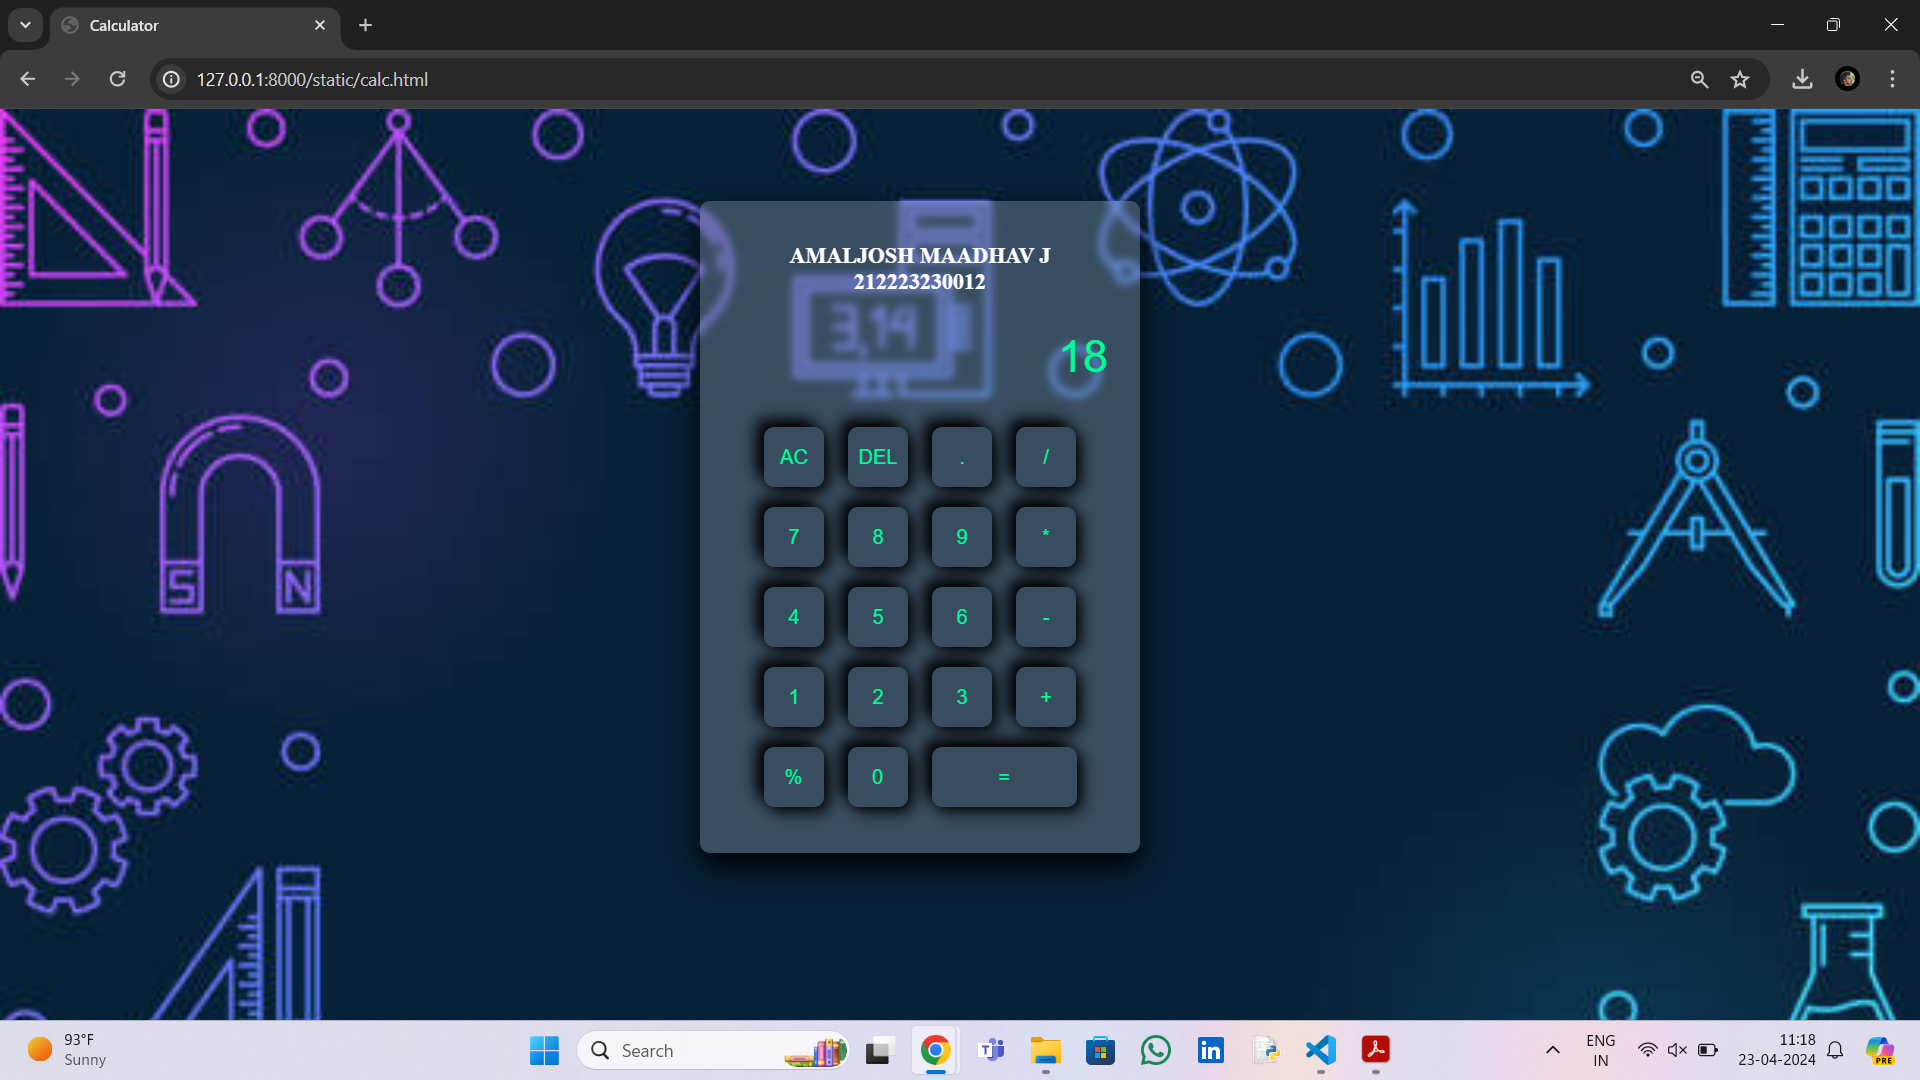 Calculator
127.0.0.1:8000/static/calc.html
AMALJOSH MAADHAV J
212223230012
3,14
18
AC DEL . /
7 8 9 *
4 5 6 -
1 2 3 +
% 0 =
S N
93°F
Sunny
Search
ENG
IN
11:18
23-04-2024
PRE